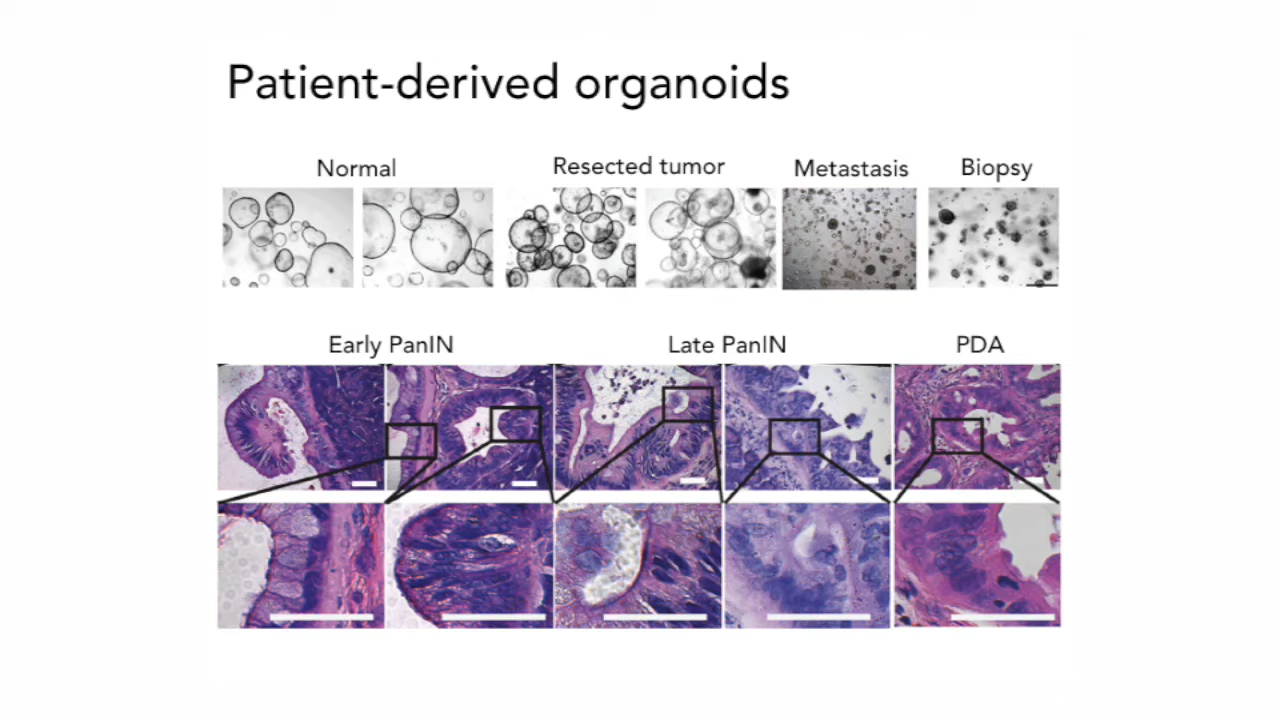 Patient-derived organoids
Normal
Resected tumor
Metastasis
Biopsy
Early PanIN
Late PanIN
PDA